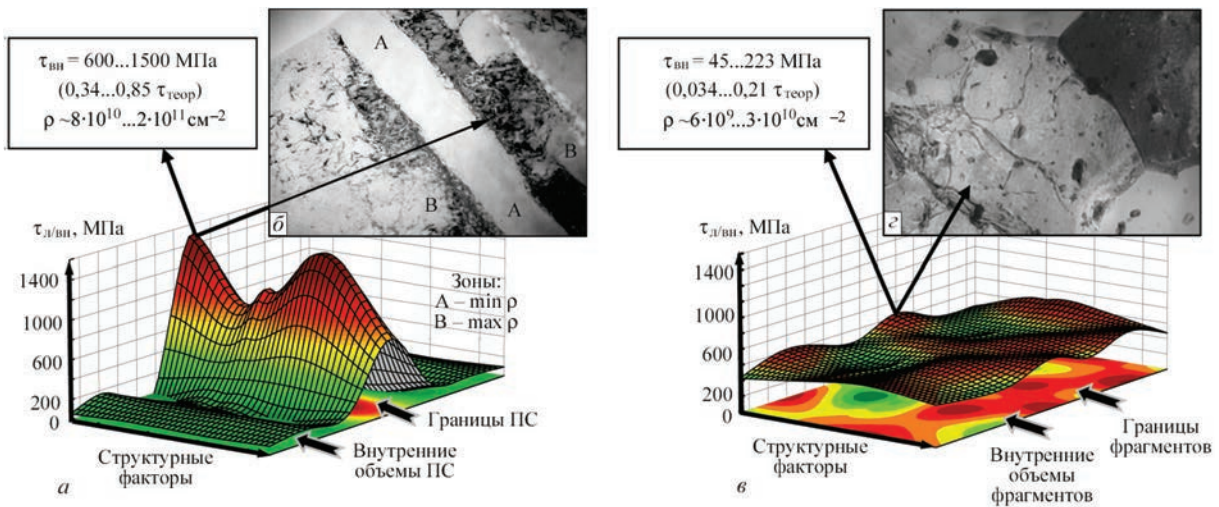 τвн = 600...1500 МПа
(0,34...0,85 τтеор)
ρ ~8·10¹⁰...2·10¹¹см⁻²
A
B
A
B
б
τл/вн, МПа
1400
1000
600
200
0
Зоны:
A – min ρ
B – max ρ
Границы ПС
Внутренние
объемы ПС
Структурные
факторы
а
τвн = 45...223 МПа
(0,034...0,21 τтеор)
ρ ~6·10⁹...3·10¹⁰см ⁻²
г
τл/вн, МПа
1400
1000
600
200
0
Границы
фрагментов
Внутренние
объемы
фрагментов
Структурные
факторы
в